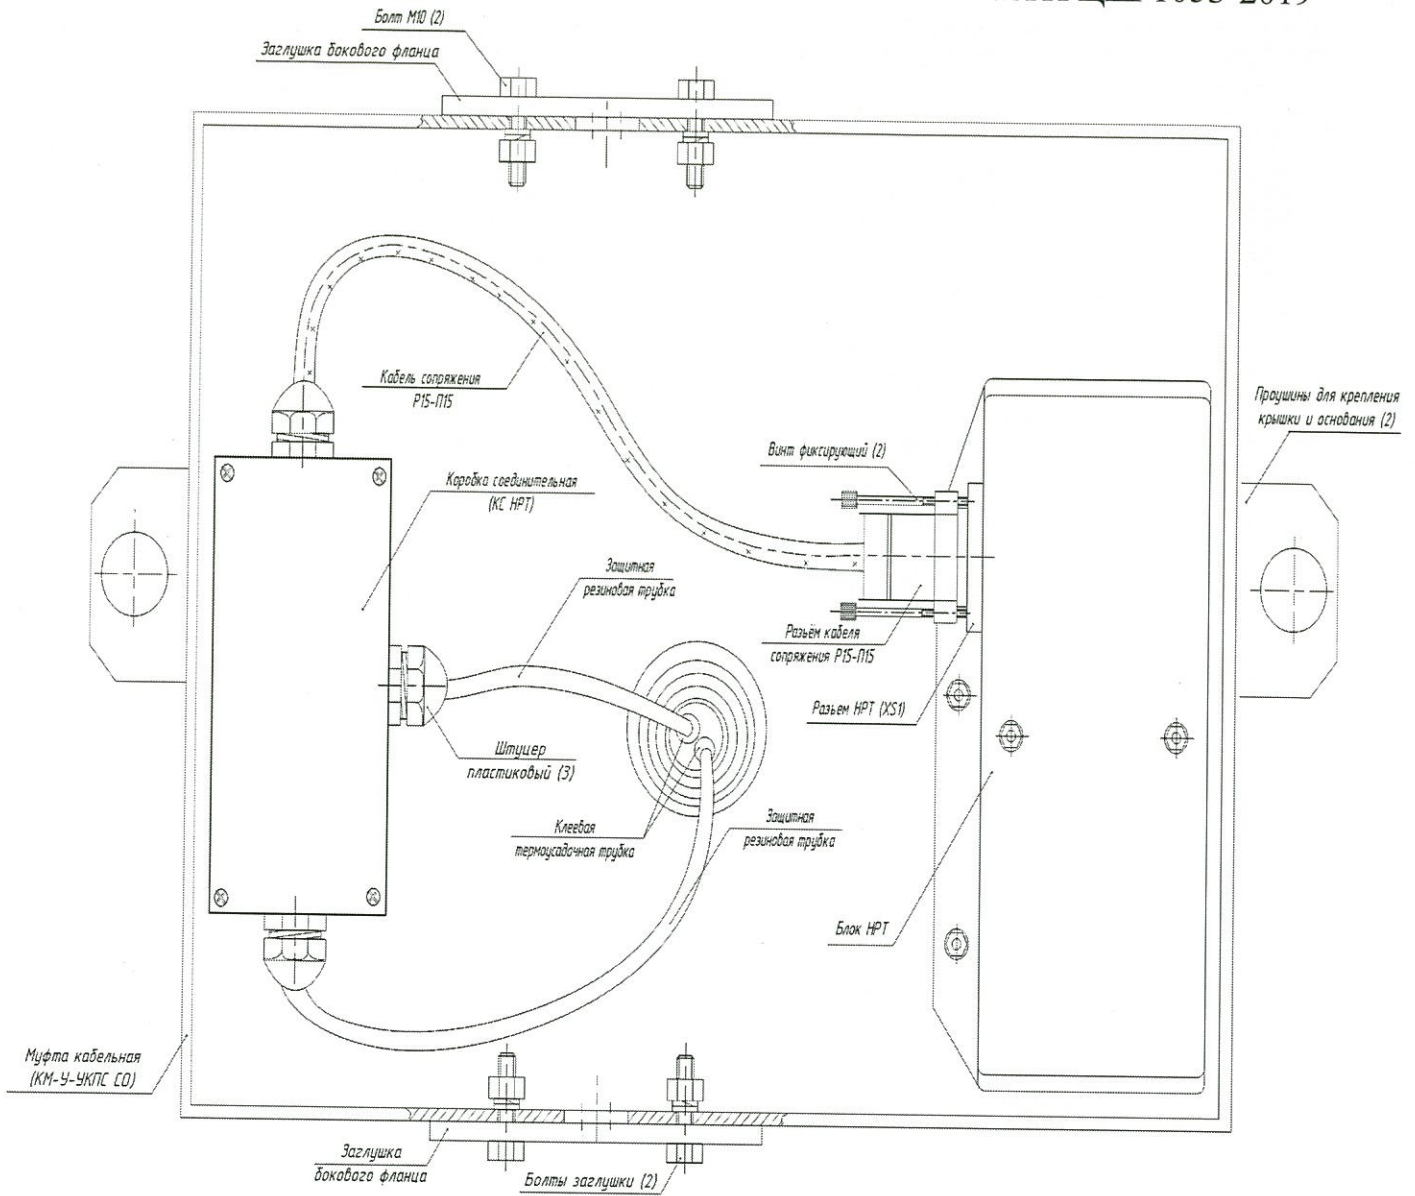 1033-2019
Болт М10 (2)
Заглушка бокового фланца
Кабель сопряжения
Р15-П15
Проушины для крепления
крышки и основания (2)
Винт фиксирующий (2)
Коробка соединительная
(КС НРТ)
Защитная
резиновая трубка
Разъём кабеля
сопряжения Р15-П15
Разъем НРТ (XS1)
Штуцер
пластиковый (3)
Клеевая
термоусадочная трубка
Защитная
резиновая трубка
Блок НРТ
Муфта кабельная
(КМ-У-УКПС СО)
Заглушка
бокового фланца
Болты заглушки (2)